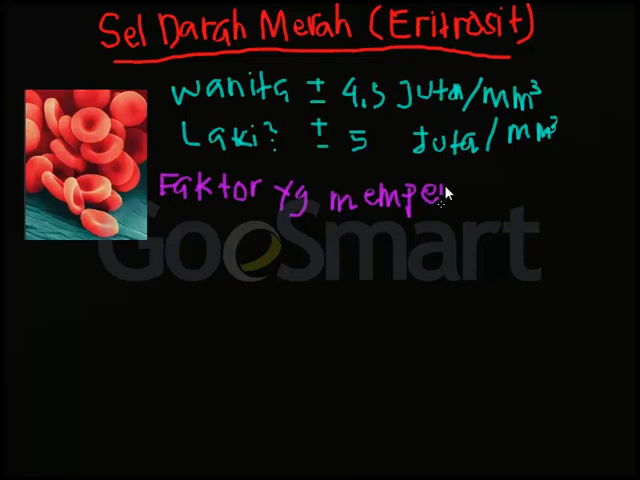 Sel Darah Merah (Eritrosit)
Wanita ± 4.5 Juta/mm³
Laki² ± 5 Juta/mm³
Faktor yg mempe
GooSmart